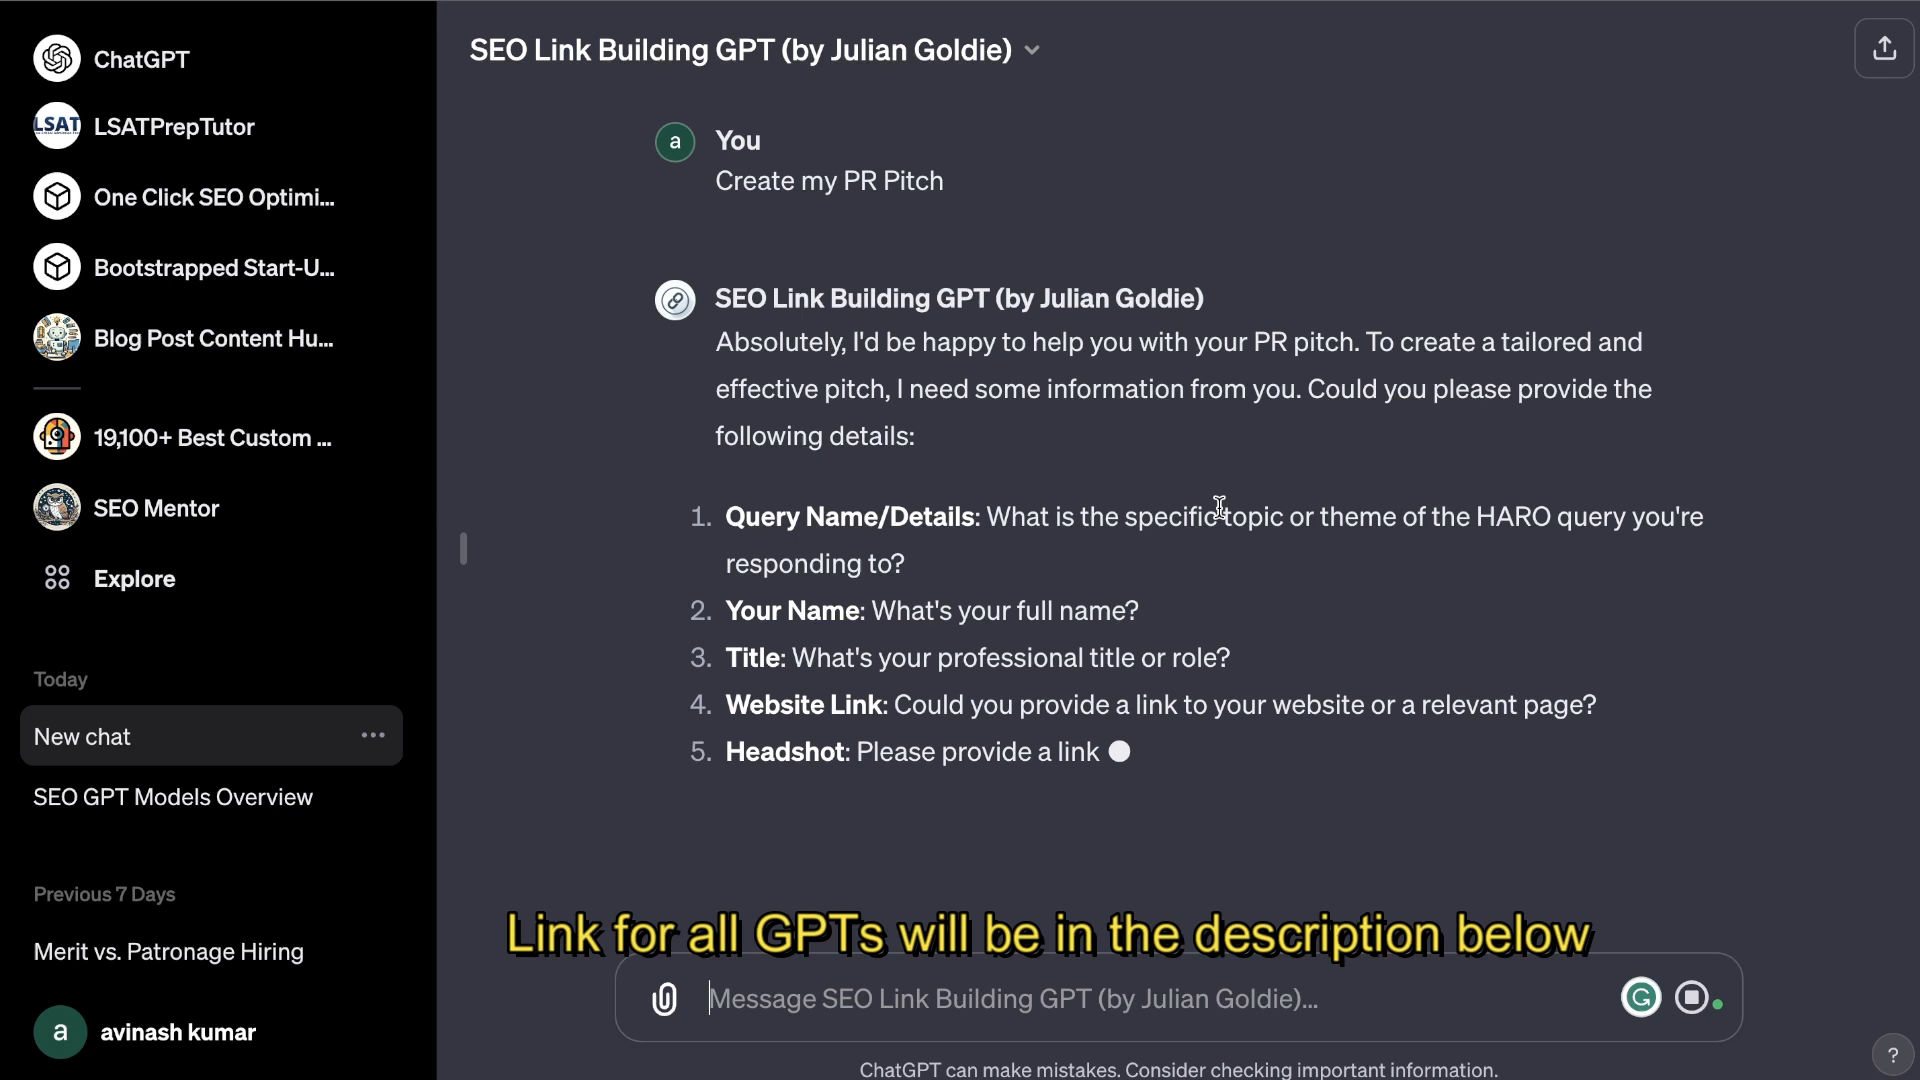 ChatGPT
LSAT
LSATPrepTutor
One Click SEO Optimi...
Bootstrapped Start-U...
Blog Post Content Hu...
19,100+ Best Custom ...
SEO Mentor
Explore
Today
New chat
SEO GPT Models Overview
Previous 7 Days
Merit vs. Patronage Hiring
a
avinash kumar
SEO Link Building GPT (by Julian Goldie)
a
You
Create my PR Pitch
SEO Link Building GPT (by Julian Goldie)
Absolutely, I'd be happy to help you with your PR pitch. To create a tailored and
effective pitch, I need some information from you. Could you please provide the
following details:
1. Query Name/Details: What is the specific topic or theme of the HARO query you're
responding to?
2. Your Name: What's your full name?
3. Title: What's your professional title or role?
4. Website Link: Could you provide a link to your website or a relevant page?
5. Headshot: Please provide a link
Link for all GPTs will be in the description below
Message SEO Link Building GPT (by Julian Goldie)...
G
ChatGPT can make mistakes. Consider checking important information.
?